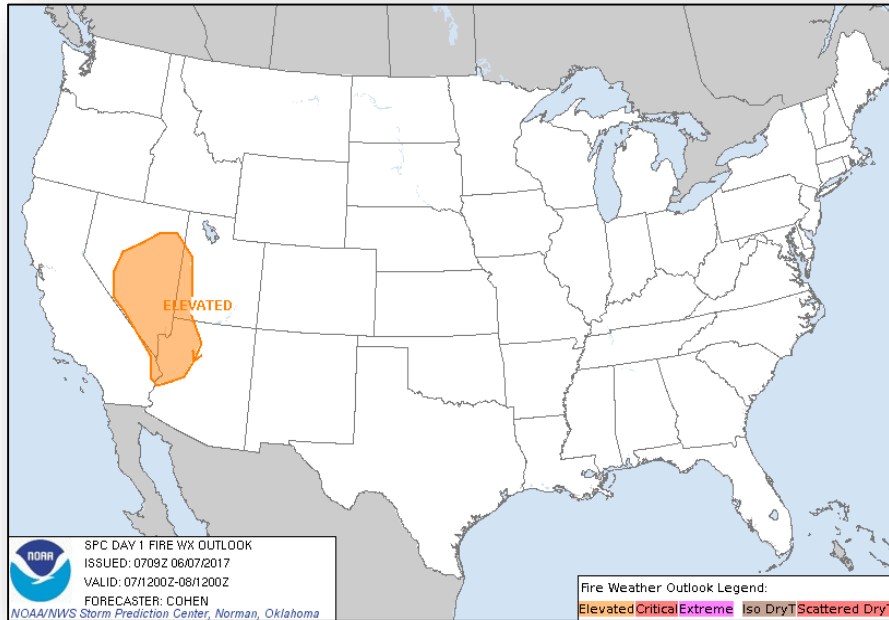 ELEVATED
NOAA
SPC DAY 1 FIRE WX OUTLOOK
ISSUED: 0709Z 06/07/2017
VALID: 07/1200Z-08/1200Z
FORECASTER: COHEN
NOAA/NWS Storm Prediction Center, Norman, Oklahoma
Fire Weather Outlook Legend:
Elevated Critical Extreme Iso DryT Scattered DryT